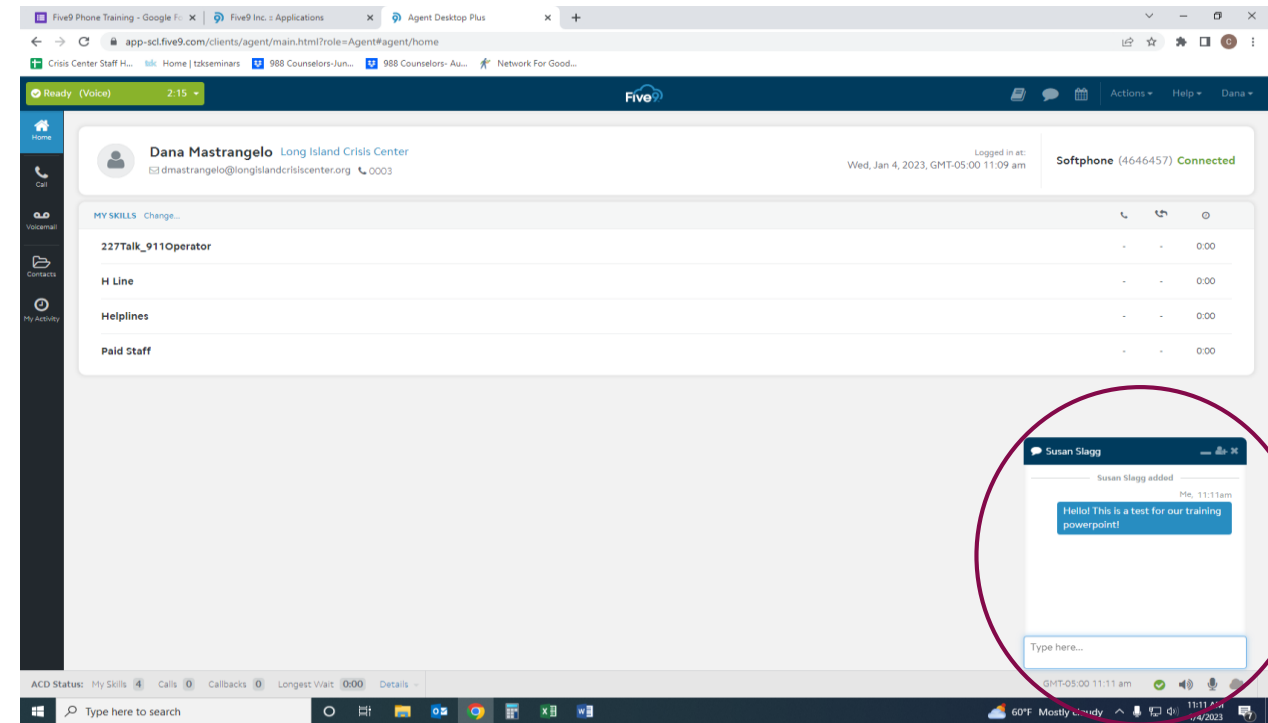 Five9 Phone Training - Google Fo
Five9 Inc. :: Applications
Agent Desktop Plus
app-scl.five9.com/clients/agent/main.html?role=Agent#agent/home
Crisis Center Staff H...
Home | tzkseminars
988 Counselors-Jun...
988 Counselors- Au...
Network For Good...
Ready (Voice) 2:15
Five9
Actions
Help
Dana
Home
Call
Voicemail
Contacts
My Activity
Dana Mastrangelo Long Island Crisis Center
dmastrangelo@longislandcrisiscenter.org 0003
Logged in at:
Wed, Jan 4, 2023, GMT-05:00 11:09 am
Softphone (4646457) Connected
MY SKILLS Change...
227Talk_911Operator - - 0:00
H Line - - 0:00
Helplines - - 0:00
Paid Staff - - 0:00
Susan Slagg
Susan Slagg added
Me, 11:11am
Hello! This is a test for our training
powerpoint!
Type here...
ACD Status: My Skills 4 Calls 0 Callbacks 0 Longest Wait 0:00 Details
GMT-05:00 11:11 am
Type here to search
60°F Mostly cloudy
11:11 AM
1/4/2023